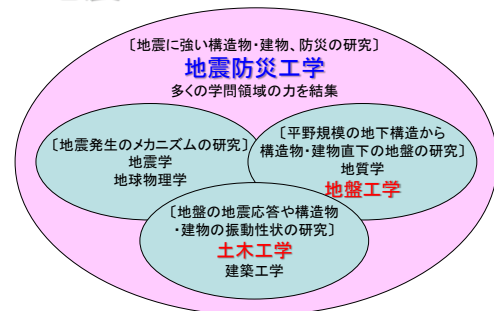 〔地震に強い構造物・建物、防災の研究〕
地震防災工学
多くの学問領域の力を結集
〔地震発生のメカニズムの研究〕
地震学
地球物理学
〔平野規模の地下構造から
構造物・建物直下の地盤の研究〕
地質学
地盤工学
〔地盤の地震応答や構造物
・建物の振動性状の研究〕
土木工学
建築工学